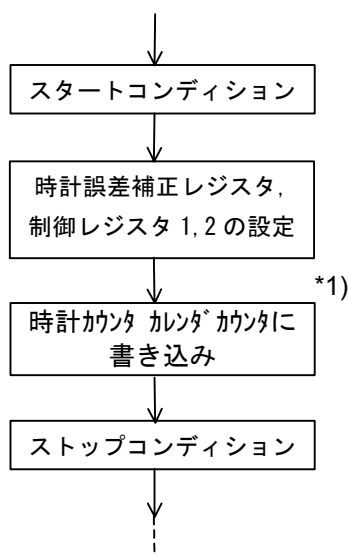 スタートコンディション
時計誤差補正レジスタ,
制御レジスタ 1, 2 の設定
*1)
時計ｶｳﾝﾀ ｶﾚﾝﾀﾞｶｳﾝﾀに
書き込み
ストップコンディション